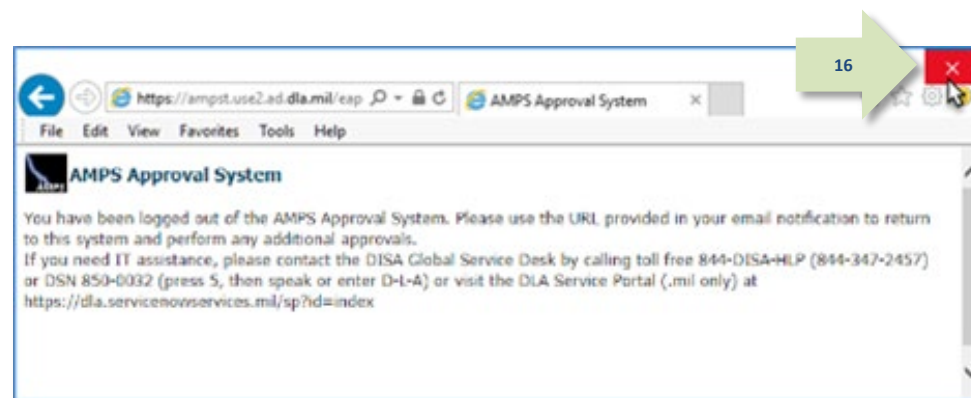 16
https://ampst.use2.ad.dla.mil/eap
AMPS Approval System
File Edit View Favorites Tools Help
AMPS
AMPS Approval System
You have been logged out of the AMPS Approval System. Please use the URL provided in your email notification to return
to this system and perform any additional approvals.
If you need IT assistance, please contact the DISA Global Service Desk by calling toll free 844-DISA-HLP (844-347-2457)
or DSN 850-0032 (press 5, then speak or enter D-L-A) or visit the DLA Service Portal (.mil only) at
https://dla.servicenowservices.mil/sp?id=index